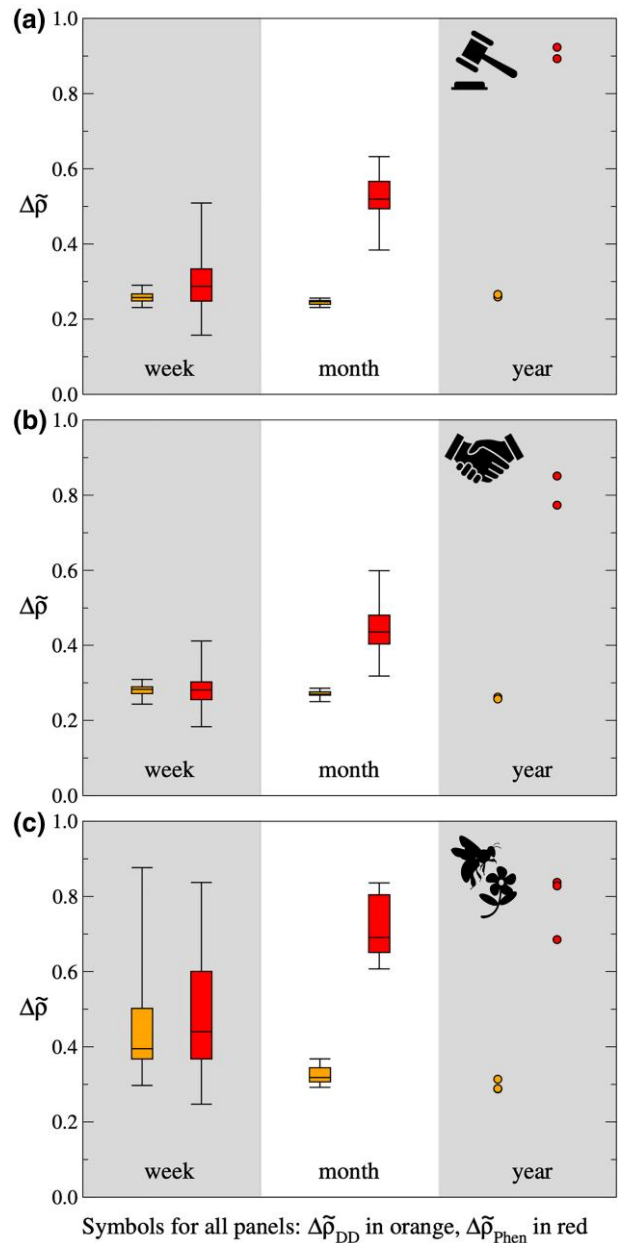 (a)
1.0
0.8
0.6
Δρ̃
0.4
0.2
0.0
week month year
(b)
1.0
0.8
0.6
Δρ̃
0.4
0.2
0.0
week month year
(c)
1.0
0.8
0.6
Δρ̃
0.4
0.2
0.0
week month year
Symbols for all panels: Δρ̃DD in orange, Δρ̃Phen in red